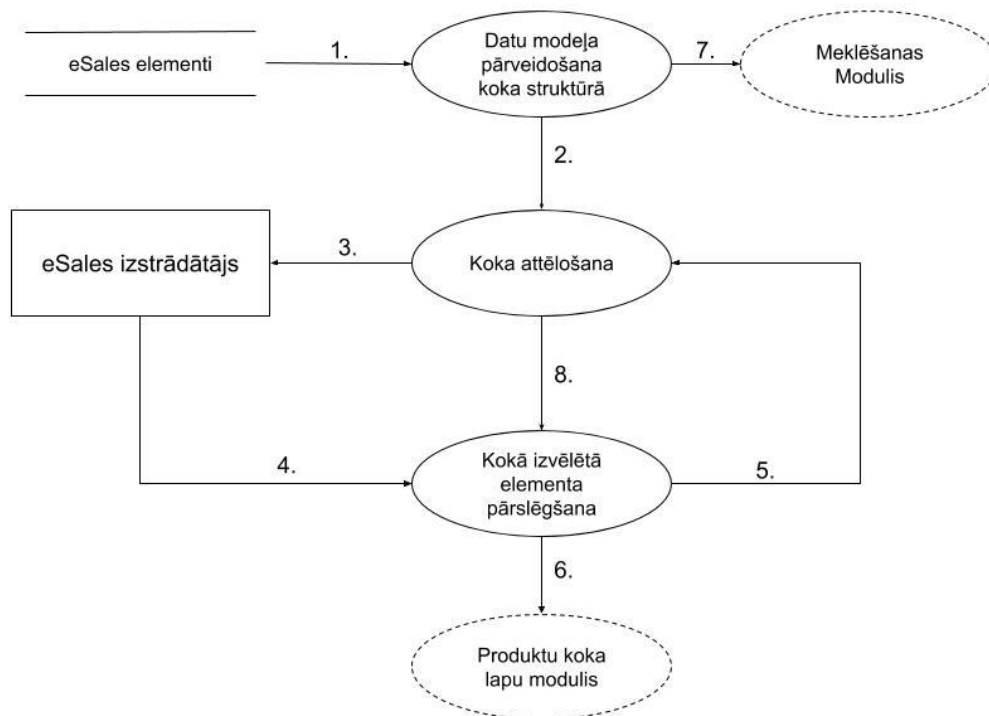 eSales elementi
1.
Datu modeļa
pārveidošana
koka struktūrā
7.
Meklēšanas
Modulis
2.
eSales izstrādātājs
3.
Koka attēlošana
8.
4.
Kokā izvēlētā
elementa
pārslēgšana
5.
6.
Produktu koka
lapu modulis